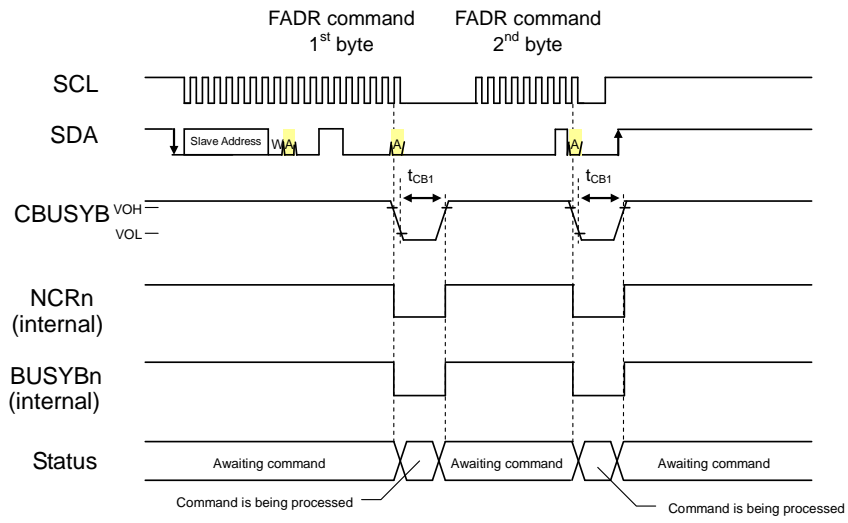 FADR command
1st byte
FADR command
2nd byte
SCL
SDA
Slave Address
W
A
A
A
tCB1
tCB1
CBUSYB
VOH
VOL
NCRn
(internal)
BUSYBn
(internal)
Status
Awaiting command
Awaiting command
Awaiting command
Command is being processed
Command is being processed